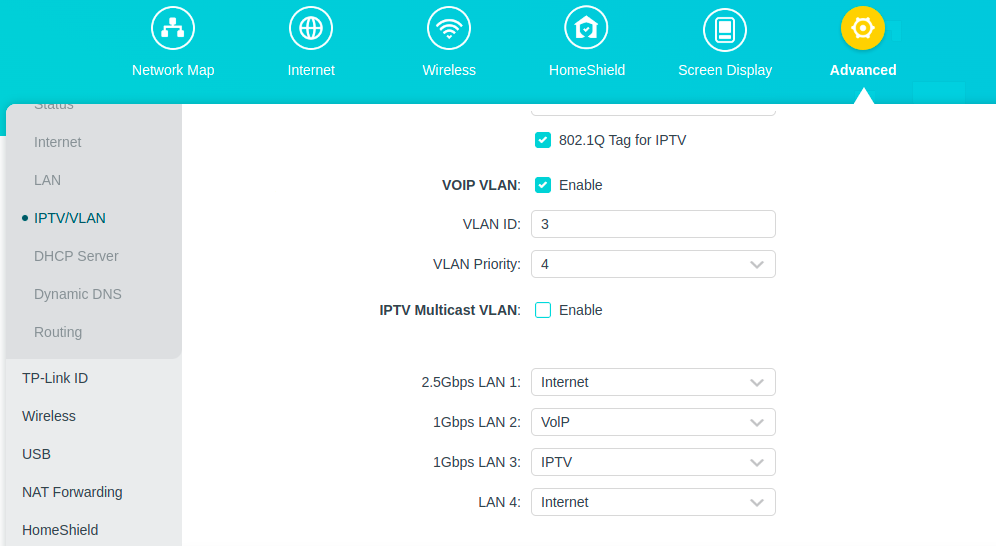 Network Map
Internet
Wireless
HomeShield
Screen Display
Advanced
Status
Internet
LAN
IPTV/VLAN
DHCP Server
Dynamic DNS
Routing
TP-Link ID
Wireless
USB
NAT Forwarding
HomeShield
802.1Q Tag for IPTV
VOIP VLAN: Enable
VLAN ID: 3
VLAN Priority: 4
IPTV Multicast VLAN: Enable
2.5Gbps LAN 1: Internet
1Gbps LAN 2: VoIP
1Gbps LAN 3: IPTV
LAN 4: Internet